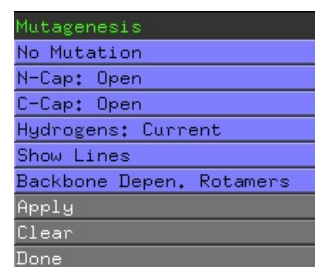 Mutagenesis
No Mutation
N-Cap: Open
C-Cap: Open
Hydrogens: Current
Show Lines
Backbone Depen. Rotamers
Apply
Clear
Done